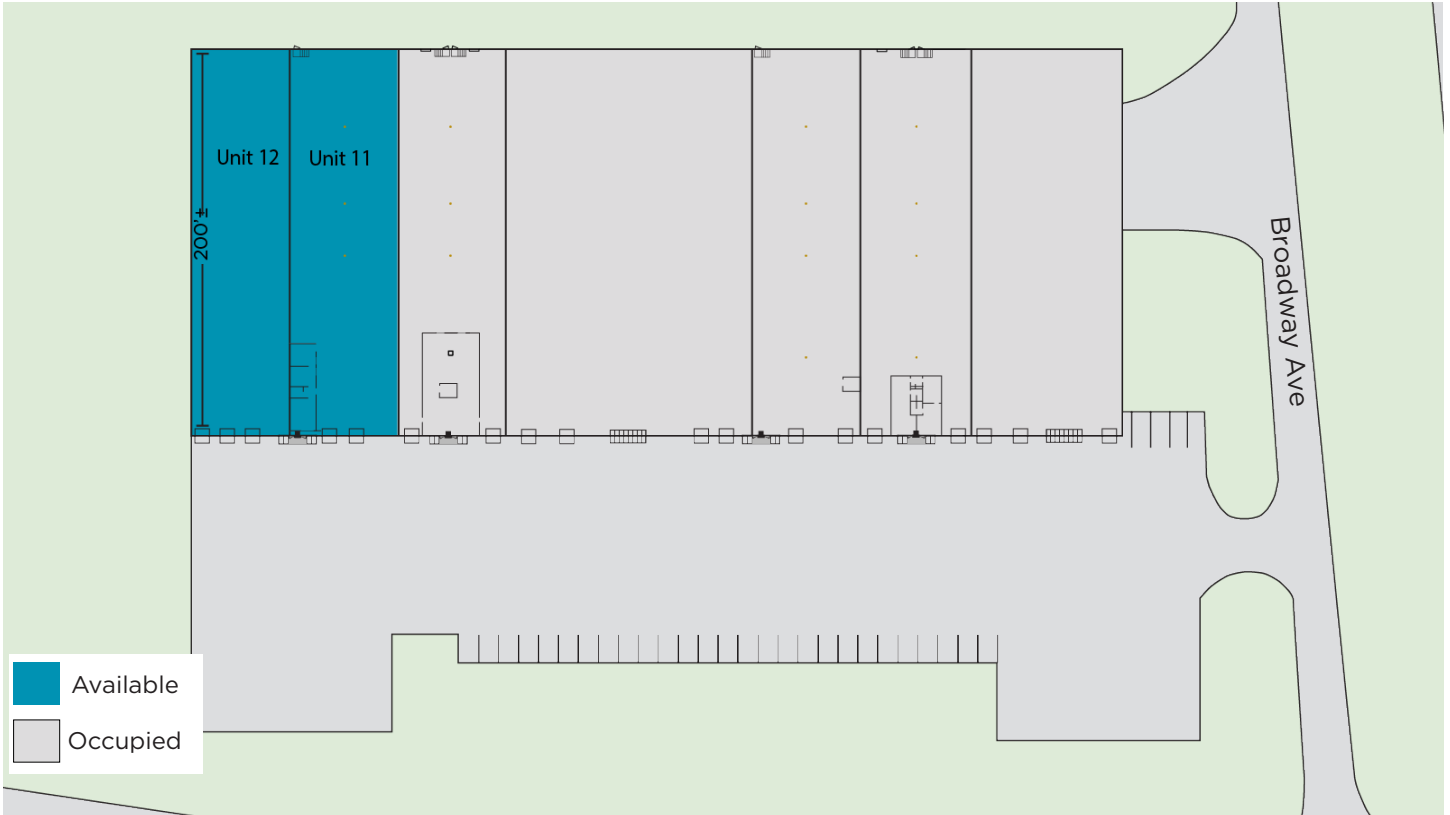 Unit 12
Unit 11
200'±
Broadway Ave
Available
Occupied